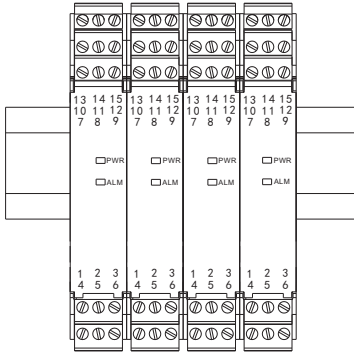 13 14 15 13 14 15 13 14 15 13 14 15
10 11 12 10 11 12 10 11 12 10 11 12
7 8 9 7 8 9 7 8 9 7 8 9
PWR PWR PWR PWR
ALM ALM ALM ALM
1 2 3 1 2 3 1 2 3 1 2 3
4 5 6 4 5 6 4 5 6 4 5 6